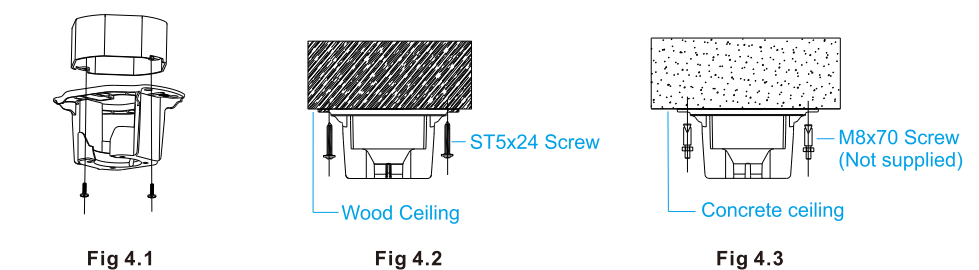 ST5x24 Screw
Wood Ceiling
M8x70 Screw
(Not supplied)
Concrete ceiling
Fig 4.1
Fig 4.2
Fig 4.3